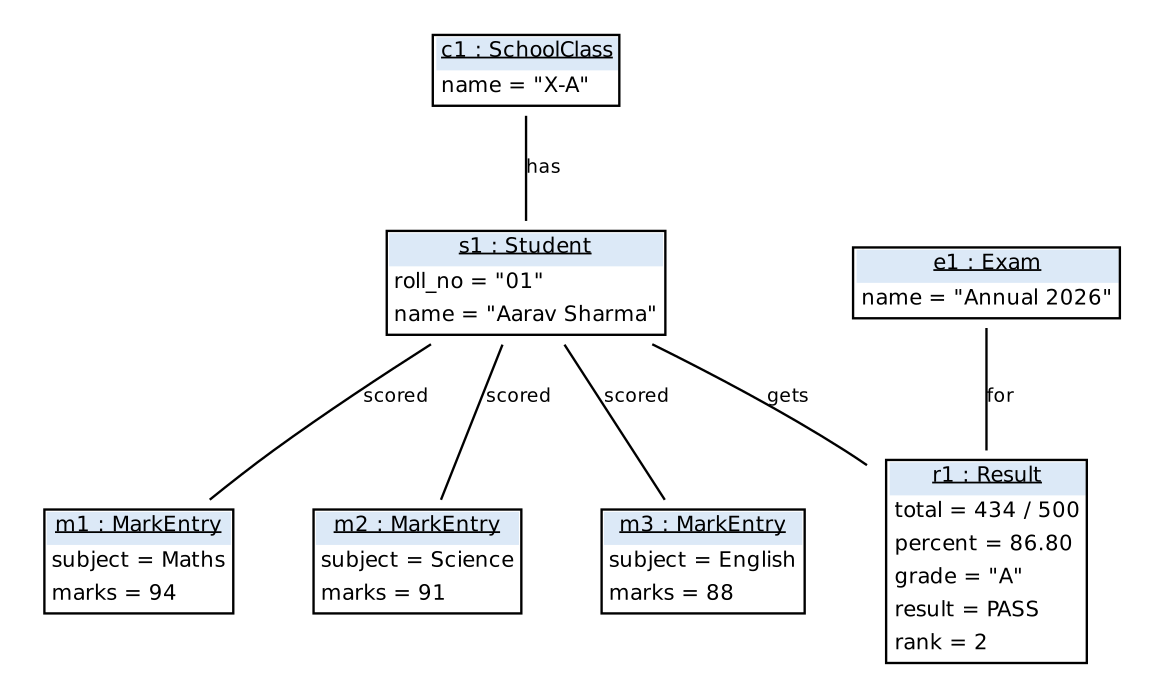 c1 : SchoolClass
name = "X-A"
has
s1 : Student
roll_no = "01"
name = "Aarav Sharma"
e1 : Exam
name = "Annual 2026"
scored
scored
scored
gets
for
m1 : MarkEntry
subject = Maths
marks = 94
m2 : MarkEntry
subject = Science
marks = 91
m3 : MarkEntry
subject = English
marks = 88
r1 : Result
total = 434 / 500
percent = 86.80
grade = "A"
result = PASS
rank = 2